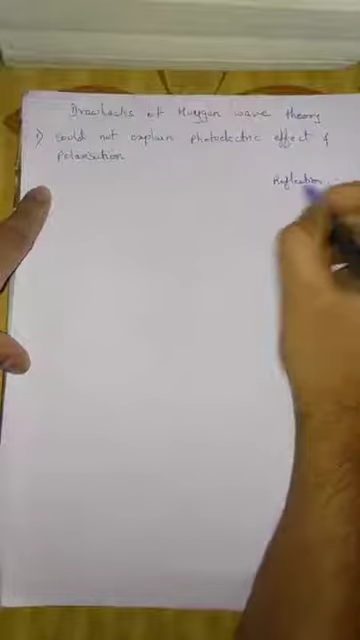 Drawbacks of Huygen wave theory
1) Could not explain photoelectric effect &
Polarisation
Reflection